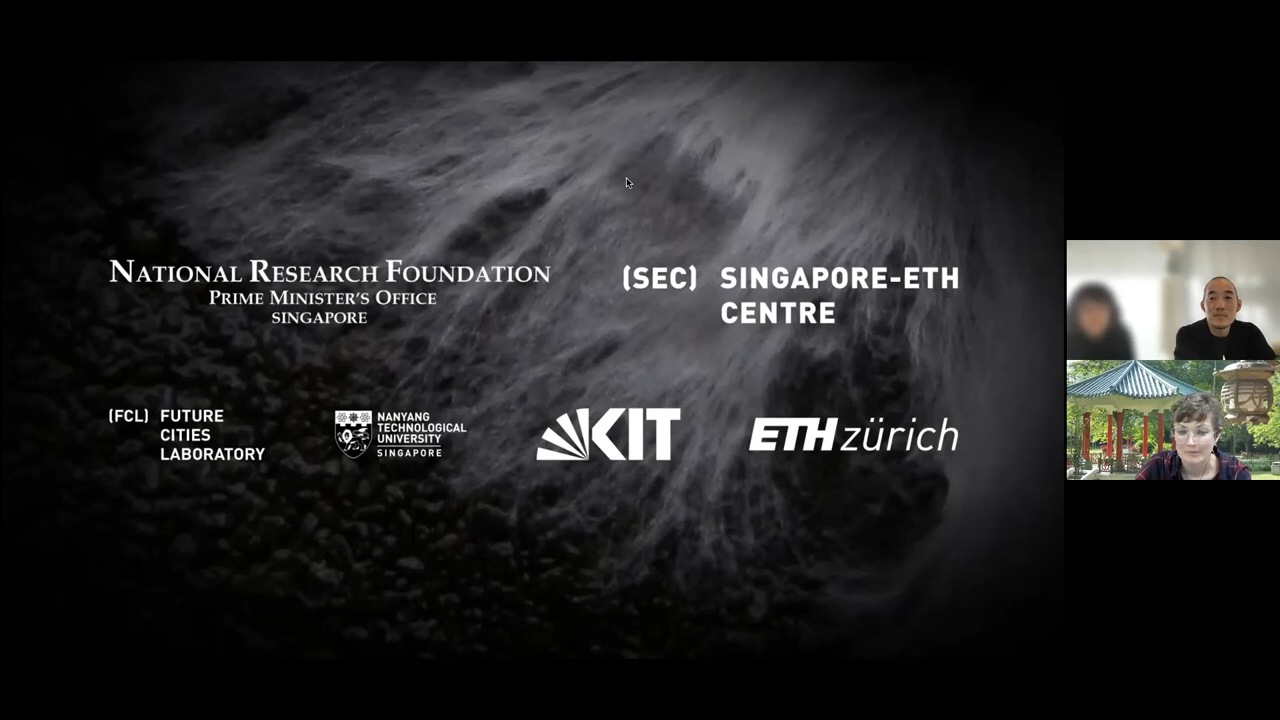 NATIONAL RESEARCH FOUNDATION
PRIME MINISTER'S OFFICE
SINGAPORE
(SEC) SINGAPORE-ETH
CENTRE
(FCL) FUTURE
CITIES
LABORATORY
NANYANG
TECHNOLOGICAL
UNIVERSITY
SINGAPORE
KIT
ETH zürich